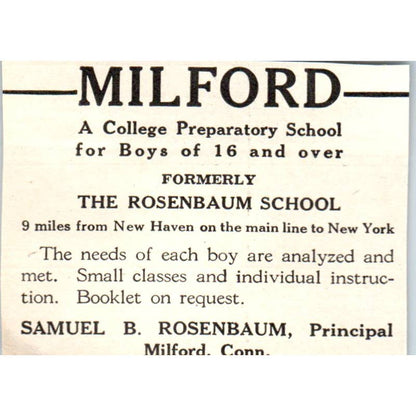 MILFORD
A College Preparatory School
for Boys of 16 and over
FORMERLY
THE ROSENBAUM SCHOOL
9 miles from New Haven on the main line to New York
The needs of each boy are analyzed and
met. Small classes and individual instruc-
tion. Booklet on request.
SAMUEL B. ROSENBAUM, Principal
Milford, Conn.